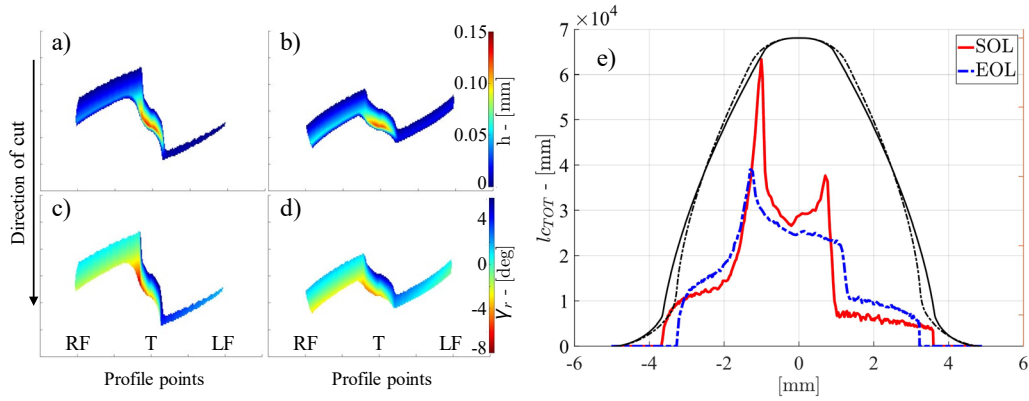 a)
b)
0.15
0.10
0.05
0
h - [mm]
Direction of cut
c)
d)
4
0
-4
-8
γr - [deg]
RF T LF
RF T LF
Profile points
Profile points
×10⁴
e)
SOL
EOL
7
6
5
4
3
2
1
0
lcTOT - [mm]
-6 -4 -2 0 2 4 6
[mm]